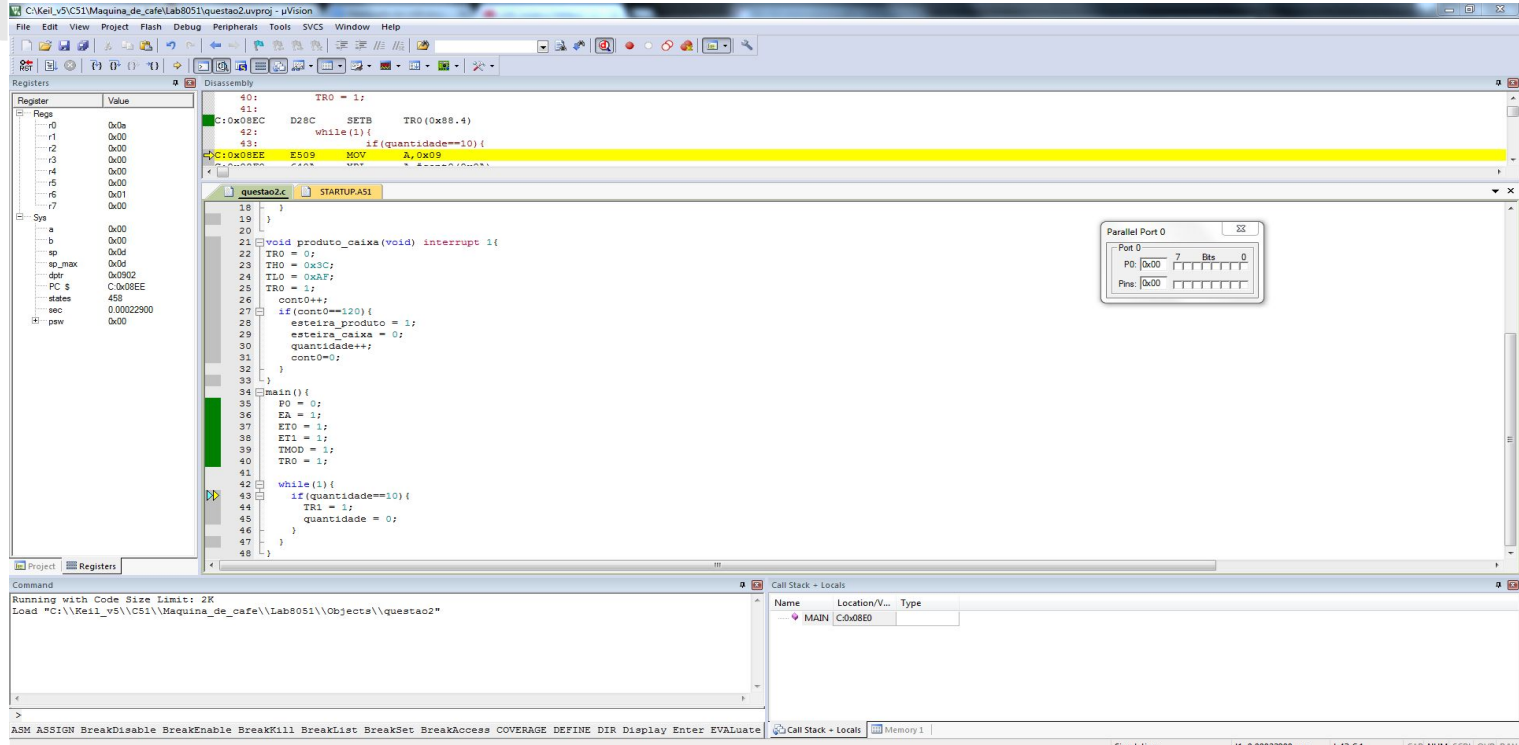 C:\Keil_v5\C51\Maquina_de_cafe\Lab8051\questao2.uvproj - µVision
File Edit View Project Flash Debug Peripherals Tools SVCS Window Help
Registers
Register Value
Regs
r0 0x0a
r1 0x00
r2 0x00
r3 0x00
r4 0x00
r5 0x00
r6 0x01
r7 0x00
Sys
a 0x00
b 0x00
sp 0x0d
sp_max 0x0d
dptr 0x0902
PC $ C:0x08EE
states 458
sec 0.00022900
psw 0x00
Project Registers
Disassembly
40: TR0 = 1;
41:
C:0x08EC D28C SETB TR0(0x88.4)
42: while(1){
43: if(quantidade==10){
C:0x08EE E509 MOV A,0x09
questao2.c STARTUP.A51
18 }
19 }
20
21 void produto_caixa(void) interrupt 1{
22 TR0 = 0;
23 TH0 = 0x3C;
24 TL0 = 0xAF;
25 TR0 = 1;
26 cont0++;
27 if(cont0==120){
28 esteira_produto = 1;
29 esteira_caixa = 0;
30 quantidade++;
31 cont0=0;
32 }
33 }
34 main(){
35 P0 = 0;
36 EA = 1;
37 ET0 = 1;
38 ET1 = 1;
39 TMOD = 1;
40 TR0 = 1;
41
42 while(1){
43 if(quantidade==10){
44 TR1 = 1;
45 quantidade = 0;
46 }
47 }
48 }
Parallel Port 0
Port 0
7 Bits 0
P0: 0x00
Pins: 0x00
Command
Running with Code Size Limit: 2K
Load "C:\\Keil_v5\\C51\\Maquina_de_cafe\\Lab8051\\Objects\\questao2"
>
ASM ASSIGN BreakDisable BreakEnable BreakKill BreakList BreakSet BreakAccess COVERAGE DEFINE DIR Display Enter EVALuate
Call Stack + Locals
Name Location/V... Type
MAIN C:0x08E0
Call Stack + Locals Memory 1